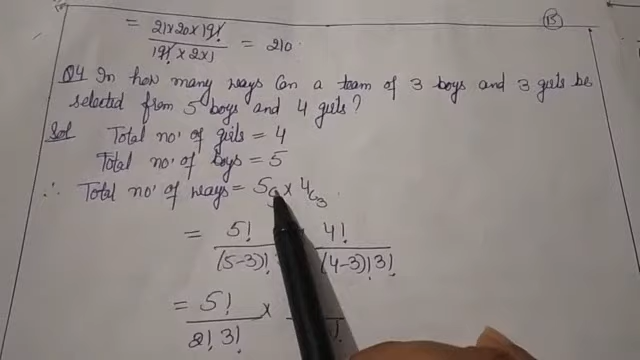 = 21×20×19! / 19! × 2×1 = 210.
15
Q4 In how many ways can a team of 3 boys and 3 girls be
selected from 5 boys and 4 girls?
Sol Total no. of girls = 4
Total no. of boys = 5
∴ Total no. of ways = 5C × 4C3
= 5! / (5-3)! 4! / (4-3)! 3!
= 5! / 2! 3! × !